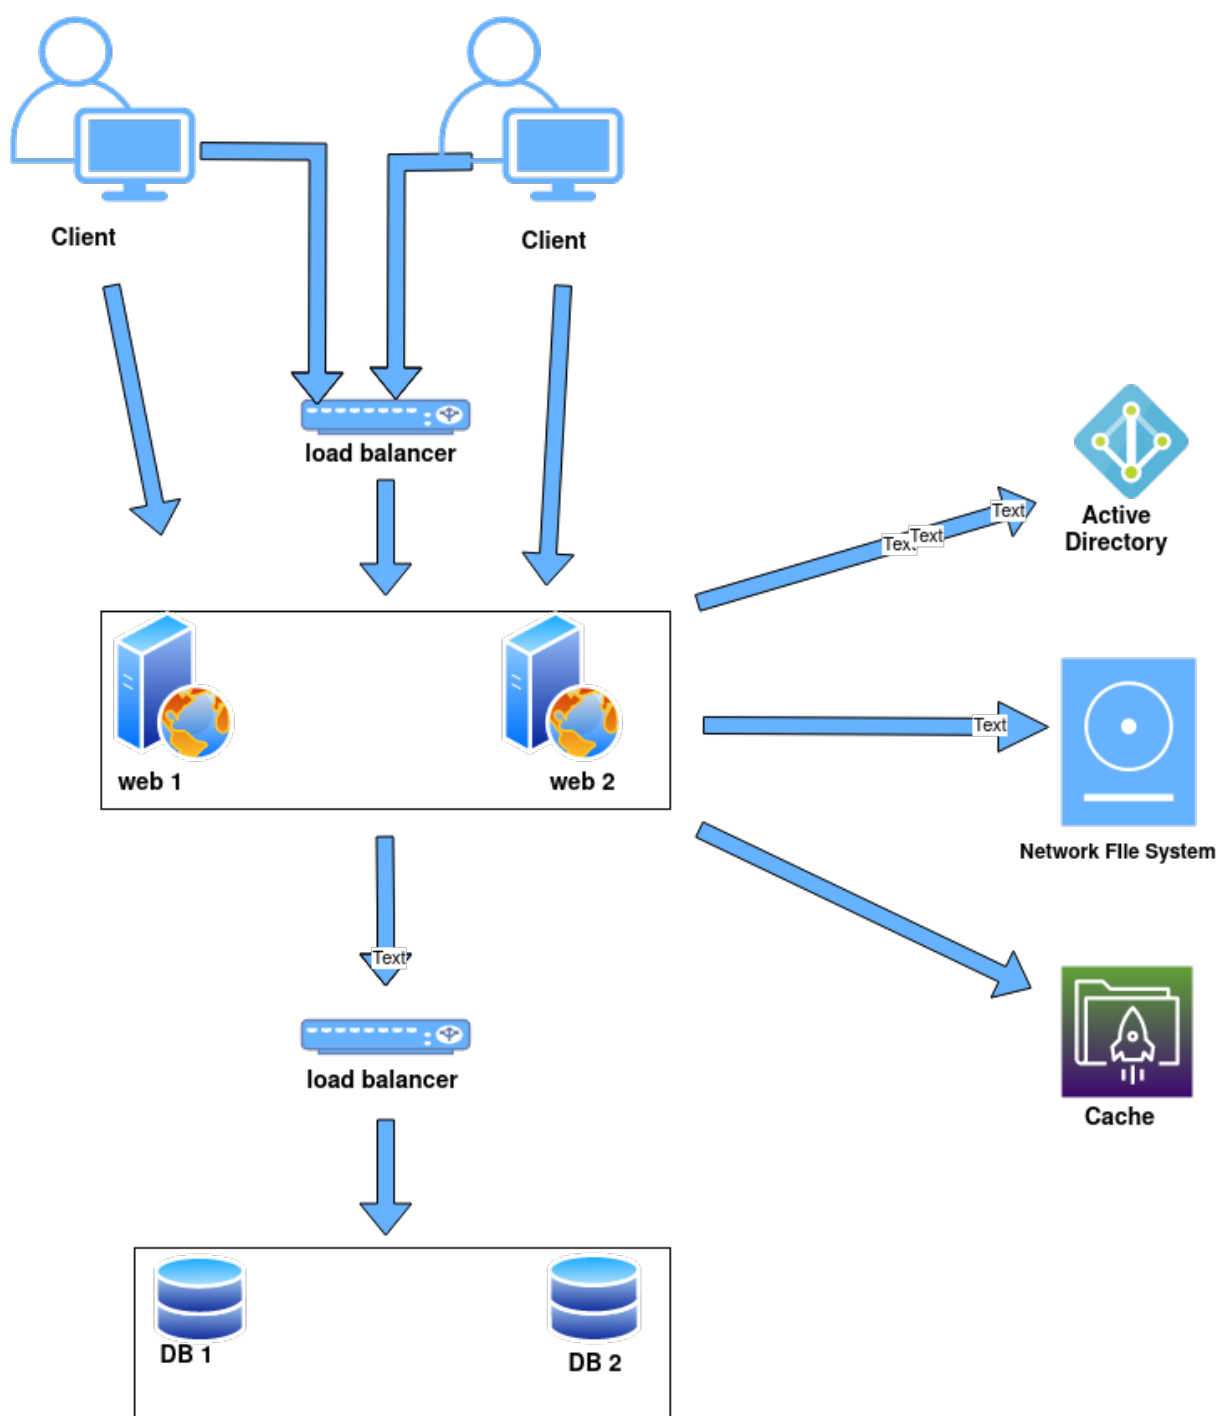 Client
Client
load balancer
Text
Text
Text
Active
Directory
web 1
web 2
Text
Network FIle System
Text
load balancer
Cache
DB 1
DB 2